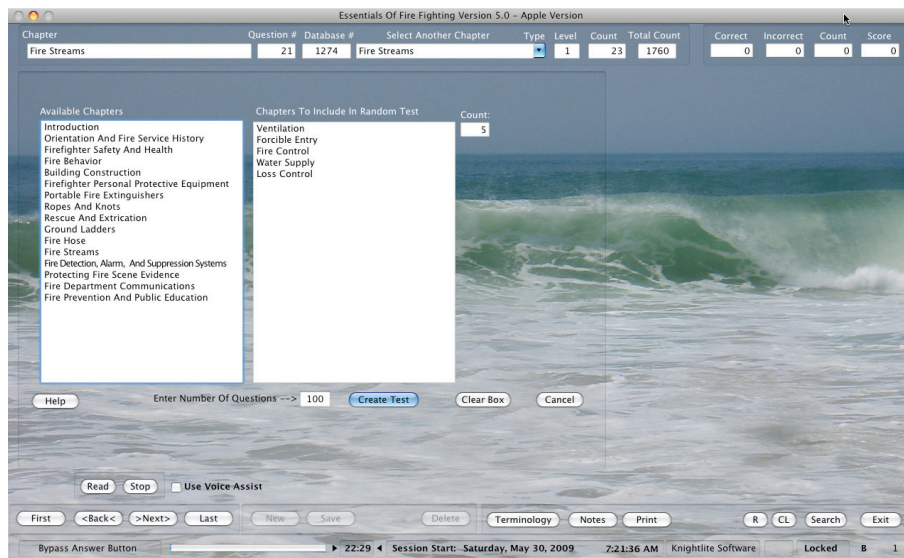 Essentials Of Fire Fighting Version 5.0 - Apple Version
Chapter Question # Database # Select Another Chapter Type Level Count Total Count Correct Incorrect Count Score
Fire Streams 21 1274 Fire Streams 1 23 1760 0 0 0 0
Available Chapters
Introduction
Orientation And Fire Service History
Firefighter Safety And Health
Fire Behavior
Building Construction
Firefighter Personal Protective Equipment
Portable Fire Extinguishers
Ropes And Knots
Rescue And Extrication
Ground Ladders
Fire Hose
Fire Streams
Fire Detection, Alarm, And Suppression Systems
Protecting Fire Scene Evidence
Fire Department Communications
Fire Prevention And Public Education
Chapters To Include In Random Test
Ventilation
Forcible Entry
Fire Control
Water Supply
Loss Control
Count:
5
Help Enter Number Of Questions --> 100 Create Test Clear Box Cancel
Read Stop Use Voice Assist
First <Back< >Next> Last New Save Delete Terminology Notes Print R CL Search Exit
Bypass Answer Button 22:29 Session Start: Saturday, May 30, 2009 7:21:36 AM Knightlite Software Locked B 1